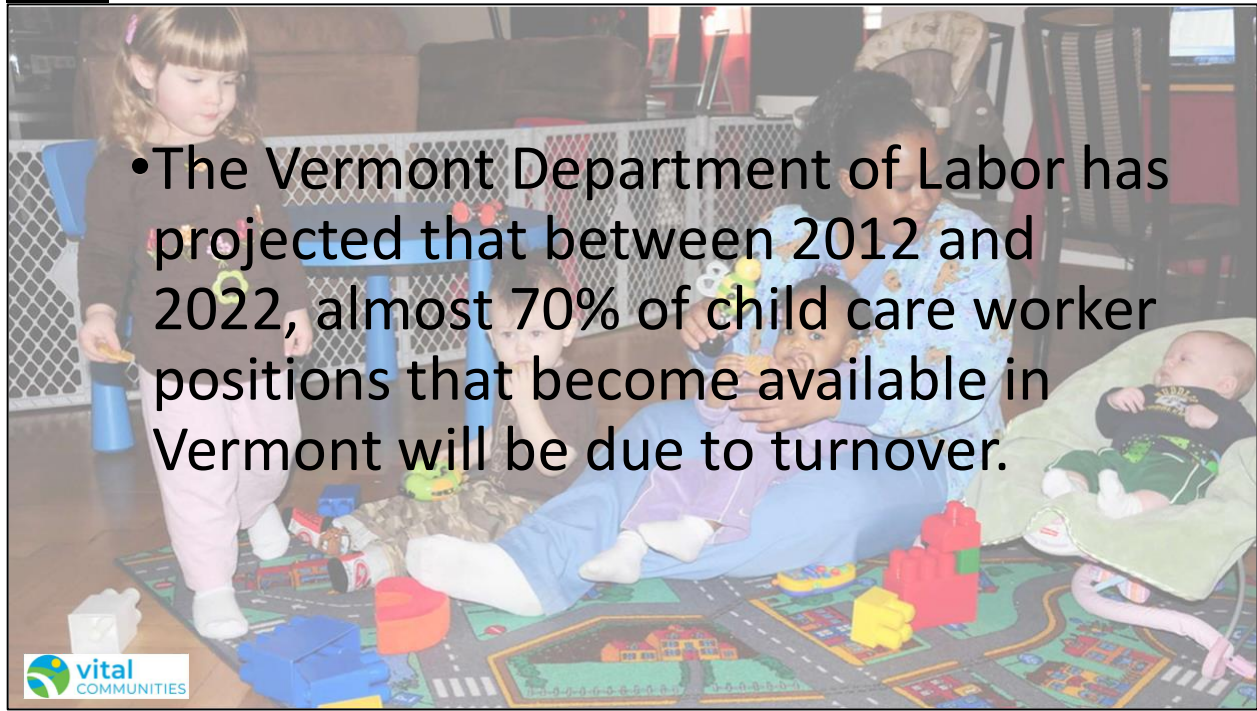 •The Vermont Department of Labor has
projected that between 2012 and
2022, almost 70% of child care worker
positions that become available in
Vermont will be due to turnover.
vital
COMMUNITIES